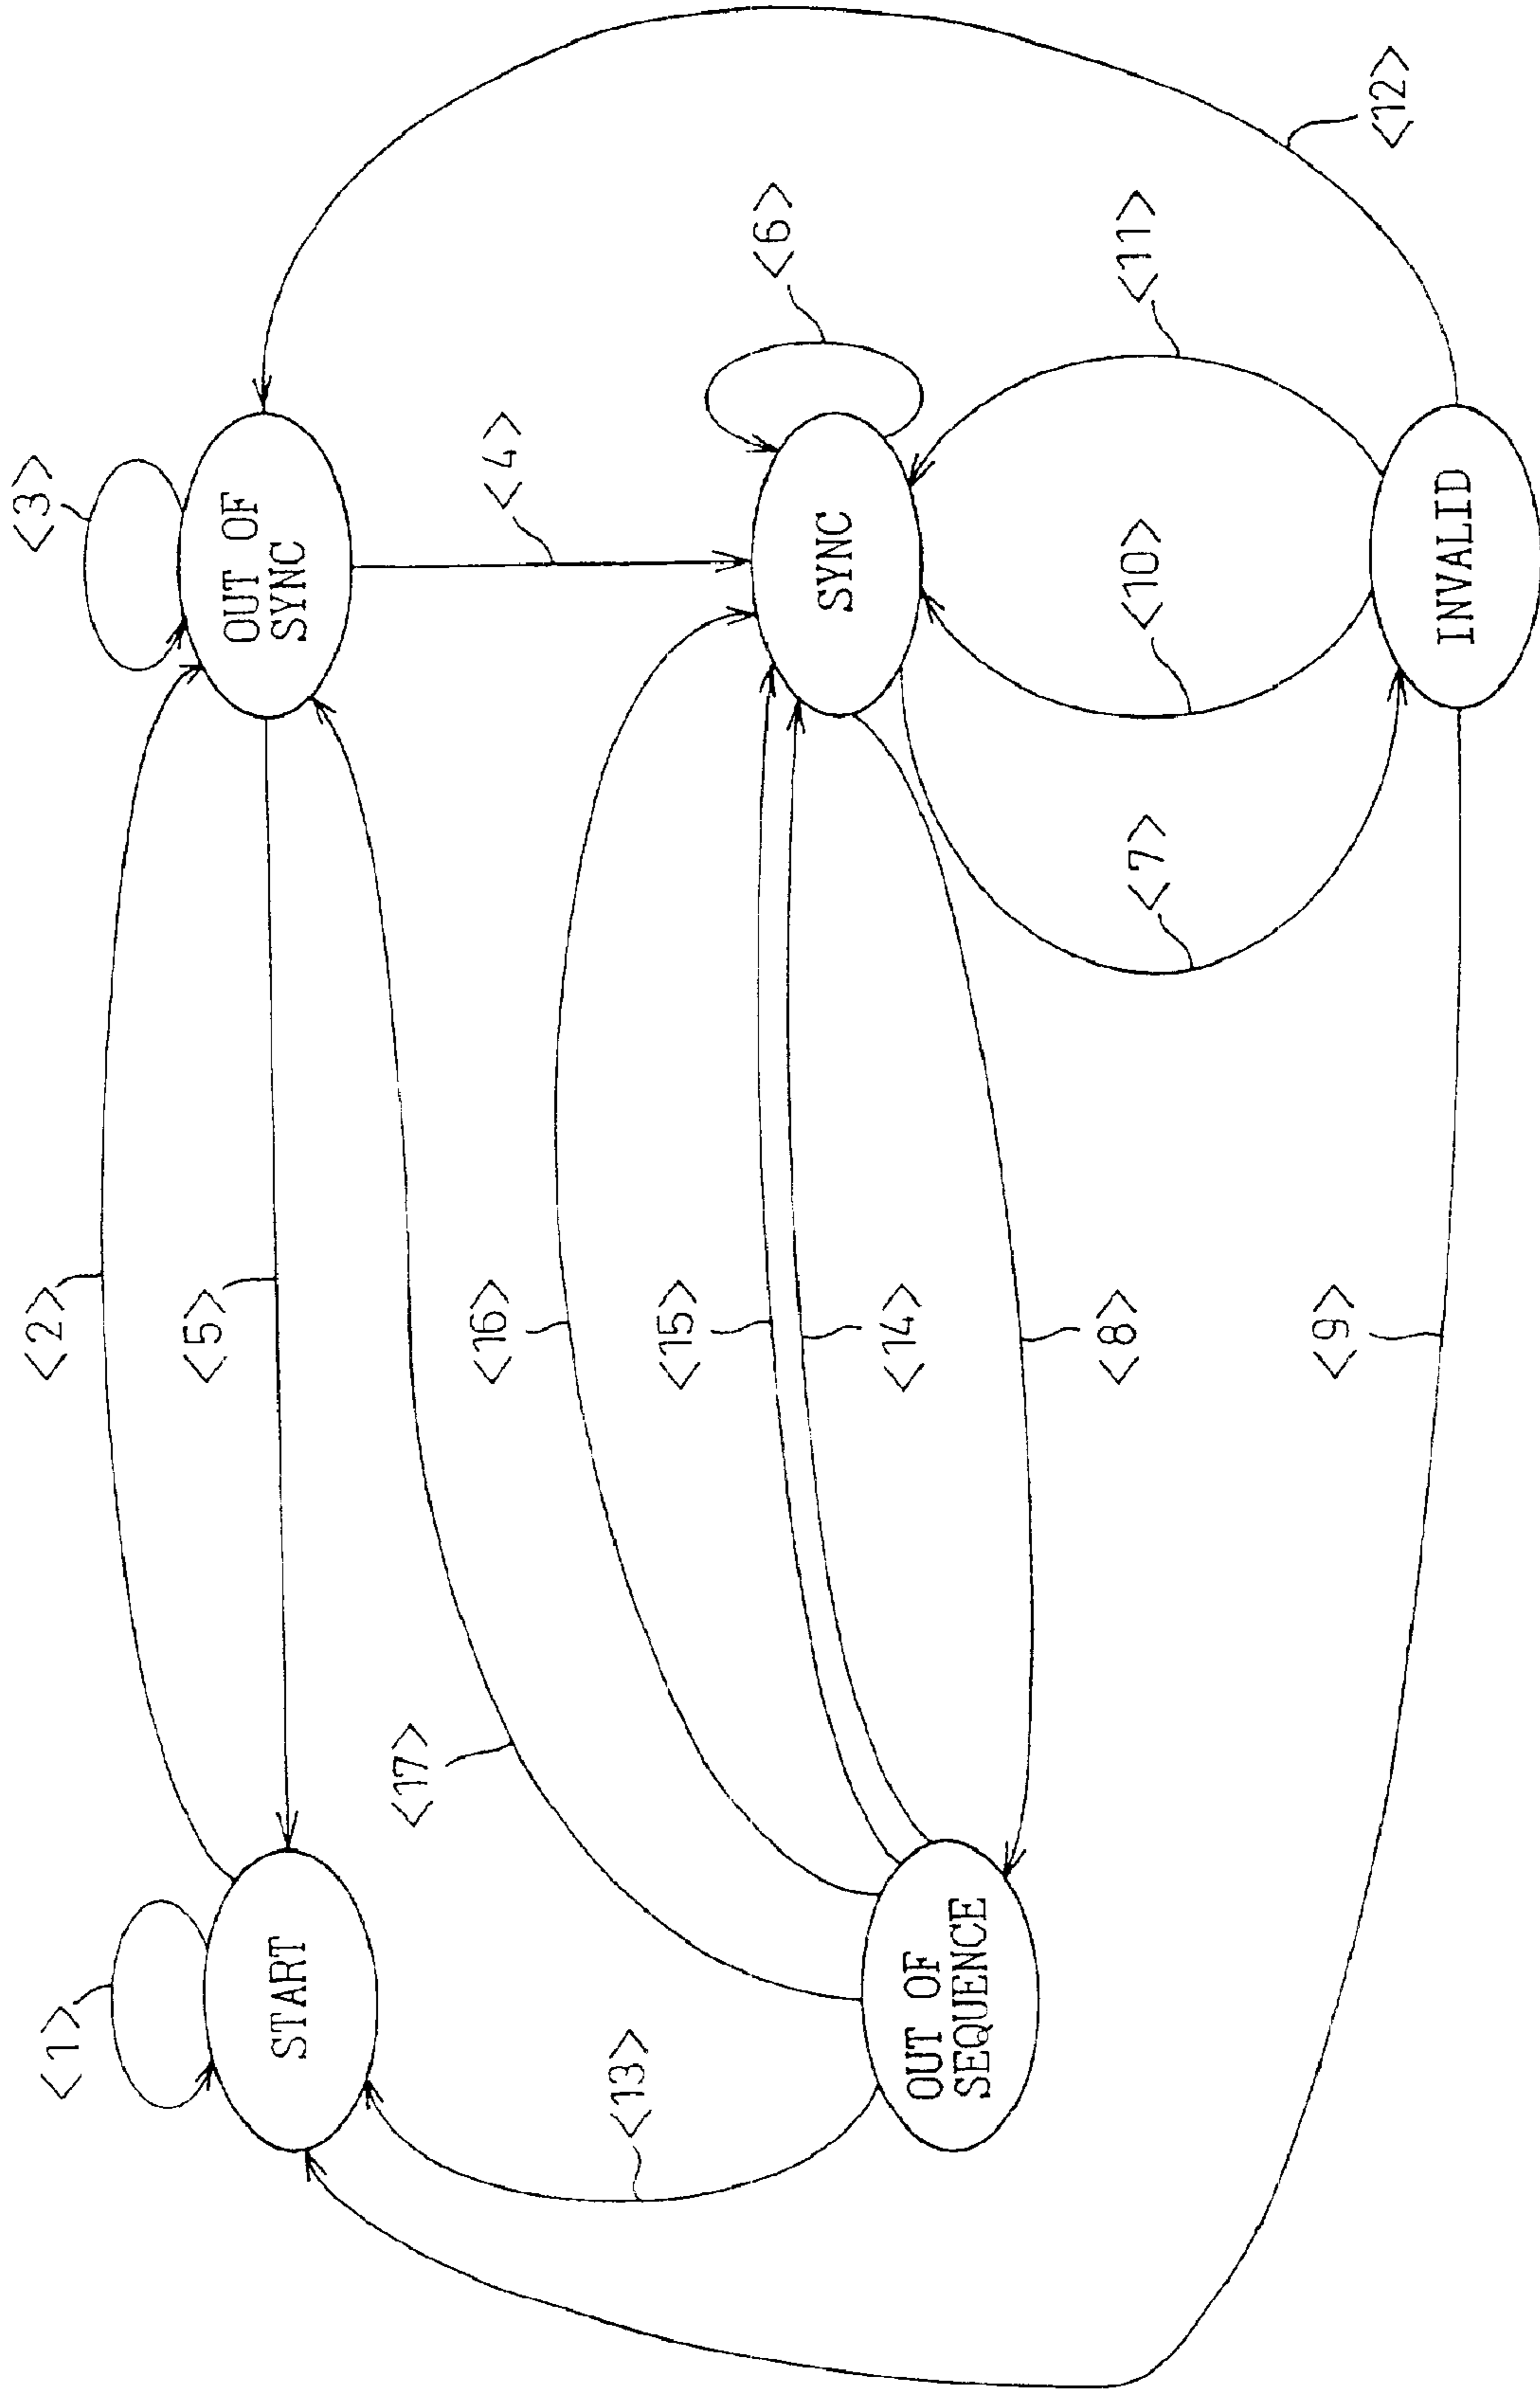 <1>
<2>
<3>
<5>
START
OUT OF
SYNC
<17>
<16>
<4>
<13>
<15>
<6>
SYNC
<14>
OUT OF
SEQUENCE
<8>
<7>
<10>
<11>
<9>
<12>
INVALID